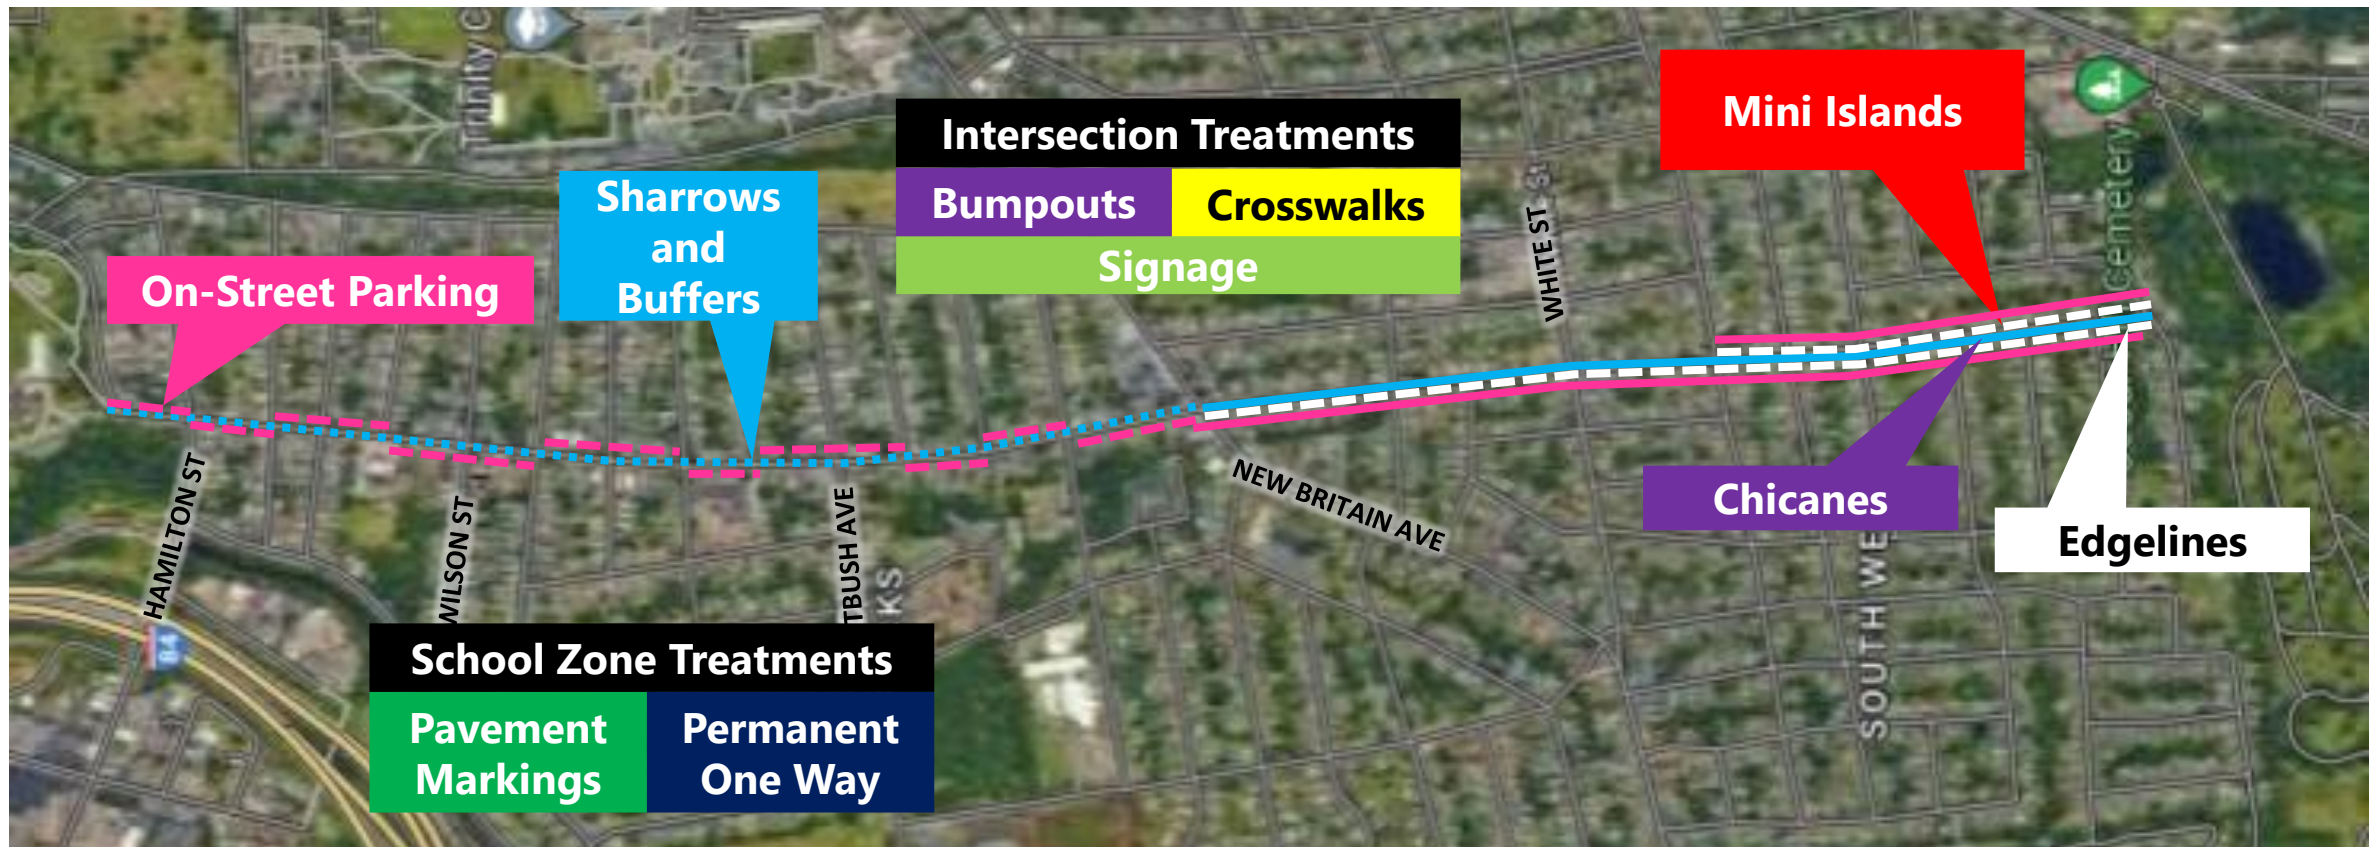 Trinity C
Mini Islands
Intersection Treatments
Bumpouts
Crosswalks
Signage
Sharrows
and
Buffers
On-Street Parking
WHITE ST
Cemetery
HAMILTON ST
WILSON ST
TBUSH AVE
KS
NEW BRITAIN AVE
Chicanes
Edgelines
SOUTH WE
84
School Zone Treatments
Pavement
Markings
Permanent
One Way